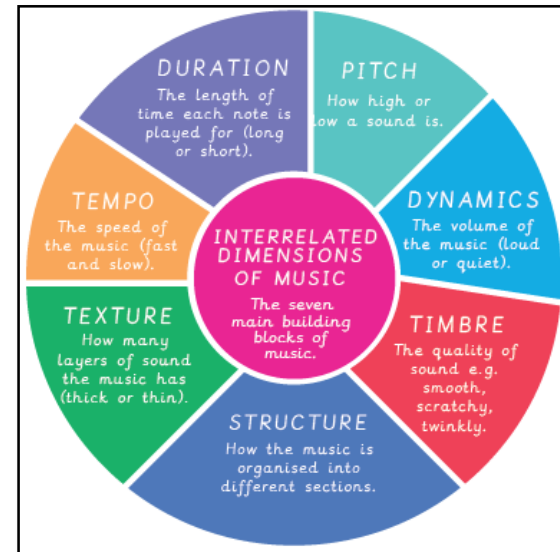 DURATION
The length of
time each note is
played for (long
or short).
PITCH
How high or
low a sound is.
DYNAMICS
The volume of
the music (loud
or quiet).
TIMBRE
The quality of
sound e.g.
smooth,
scratchy,
twinkly.
STRUCTURE
How the music is
organised into
different sections.
TEXTURE
How many
layers of sound
the music has
(thick or thin).
TEMPO
The speed of
the music (fast
and slow).
INTERRELATED
DIMENSIONS
OF MUSIC
The seven
main building
blocks of
music.